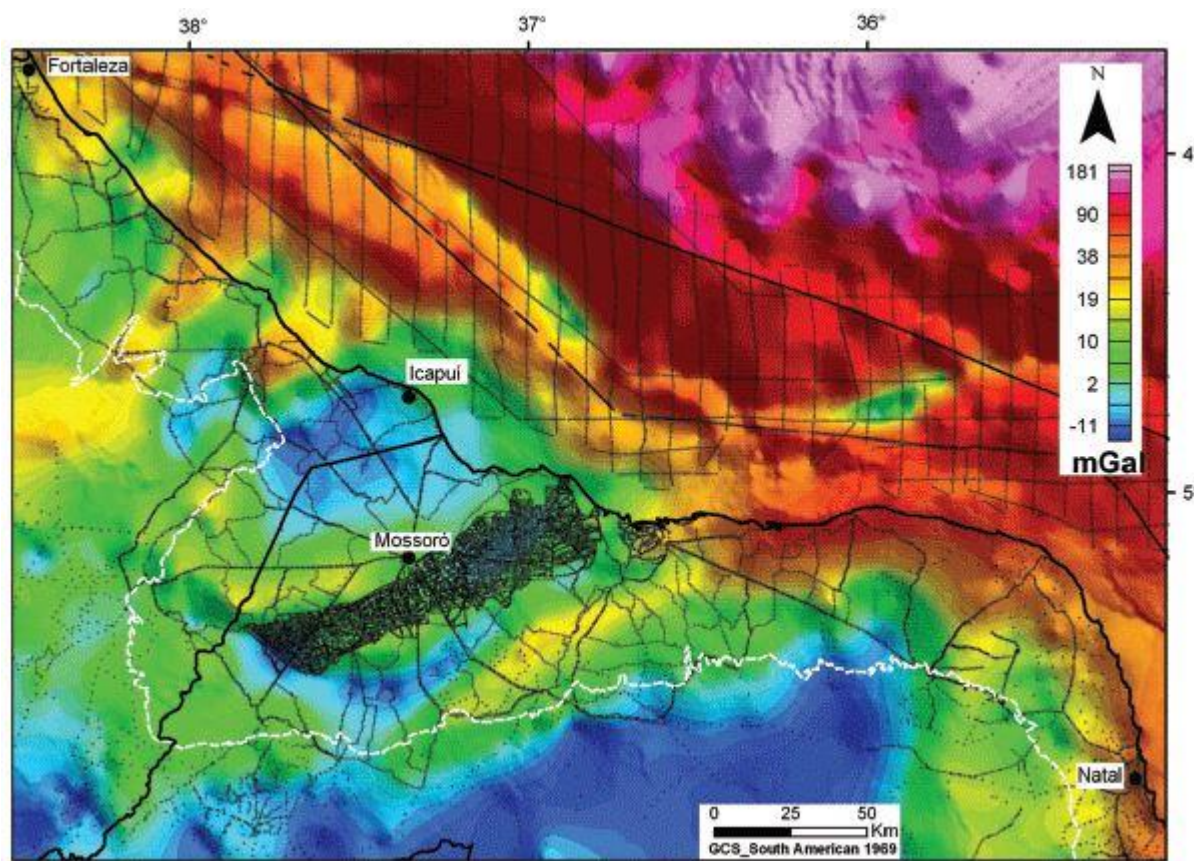 38° 37° 36°
Fortaleza
N
4
181
90
38
19
10
2
-11
mGal
Icapuí
5
Mossoró
Natal
0 25 50
Km
GCS_South American 1969